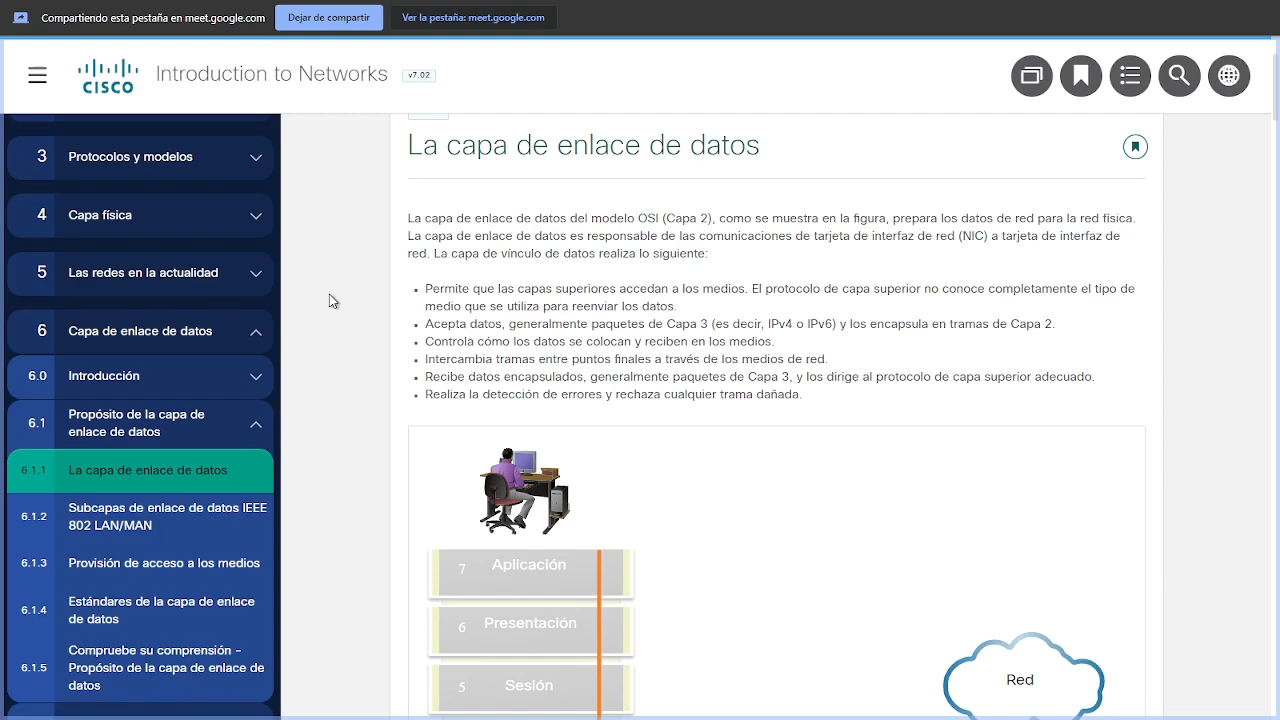 Compartiendo esta pestaña en meet.google.com
Dejar de compartir
Ver la pestaña: meet.google.com
CISCO
Introduction to Networks
v7.02
3 Protocolos y modelos
4 Capa física
5 Las redes en la actualidad
6 Capa de enlace de datos
6.0 Introducción
6.1 Propósito de la capa de
enlace de datos
6.1.1 La capa de enlace de datos
6.1.2 Subcapas de enlace de datos IEEE
802 LAN/MAN
6.1.3 Provisión de acceso a los medios
6.1.4 Estándares de la capa de enlace
de datos
6.1.5 Compruebe su comprensión -
Propósito de la capa de enlace de
datos
La capa de enlace de datos
La capa de enlace de datos del modelo OSI (Capa 2), como se muestra en la figura, prepara los datos de red para la red física.
La capa de enlace de datos es responsable de las comunicaciones de tarjeta de interfaz de red (NIC) a tarjeta de interfaz de
red. La capa de vínculo de datos realiza lo siguiente:
• Permite que las capas superiores accedan a los medios. El protocolo de capa superior no conoce completamente el tipo de
medio que se utiliza para reenviar los datos.
• Acepta datos, generalmente paquetes de Capa 3 (es decir, IPv4 o IPv6) y los encapsula en tramas de Capa 2.
• Controla cómo los datos se colocan y reciben en los medios.
• Intercambia tramas entre puntos finales a través de los medios de red.
• Recibe datos encapsulados, generalmente paquetes de Capa 3, y los dirige al protocolo de capa superior adecuado.
• Realiza la detección de errores y rechaza cualquier trama dañada.
7 Aplicación
6 Presentación
5 Sesión
Red